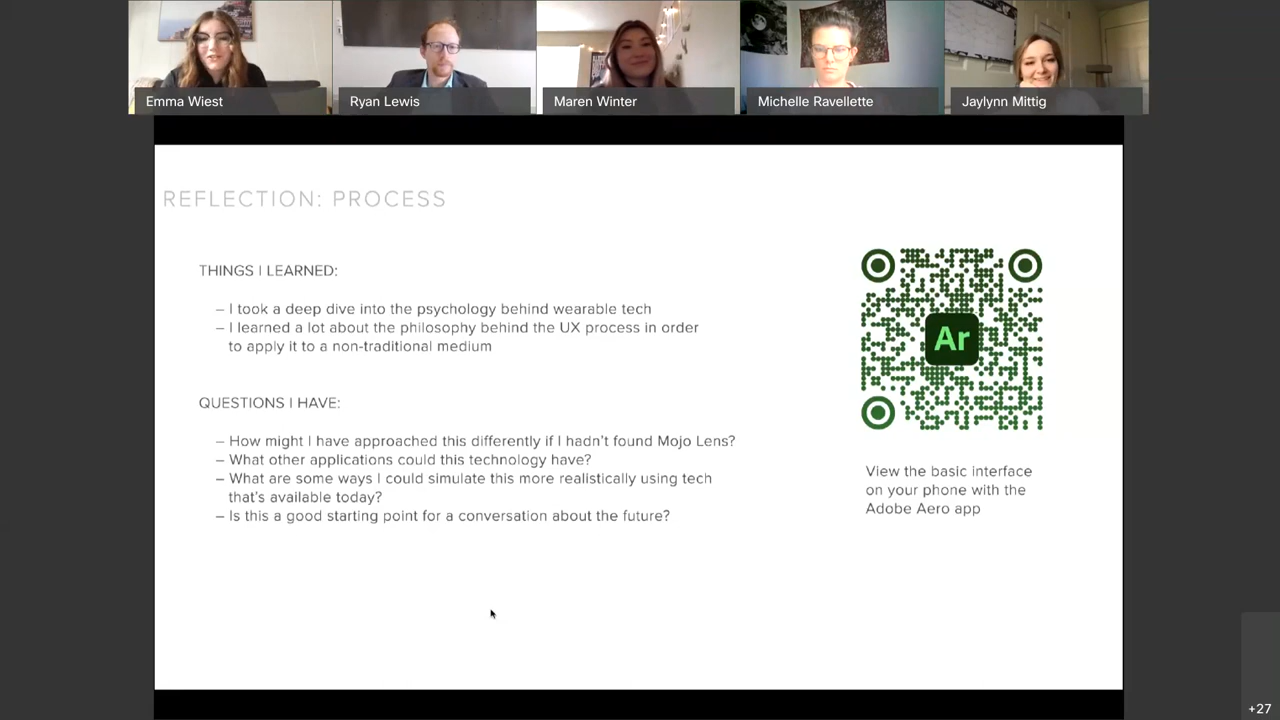 Emma Wiest
Ryan Lewis
Maren Winter
Michelle Ravellette
Jaylynn Mittig
REFLECTION: PROCESS
THINGS I LEARNED:
– I took a deep dive into the psychology behind wearable tech
– I learned a lot about the philosophy behind the UX process in order
to apply it to a non-traditional medium
QUESTIONS I HAVE:
– How might I have approached this differently if I hadn't found Mojo Lens?
– What other applications could this technology have?
– What are some ways I could simulate this more realistically using tech
that's available today?
– Is this a good starting point for a conversation about the future?
Ar
View the basic interface
on your phone with the
Adobe Aero app
+27